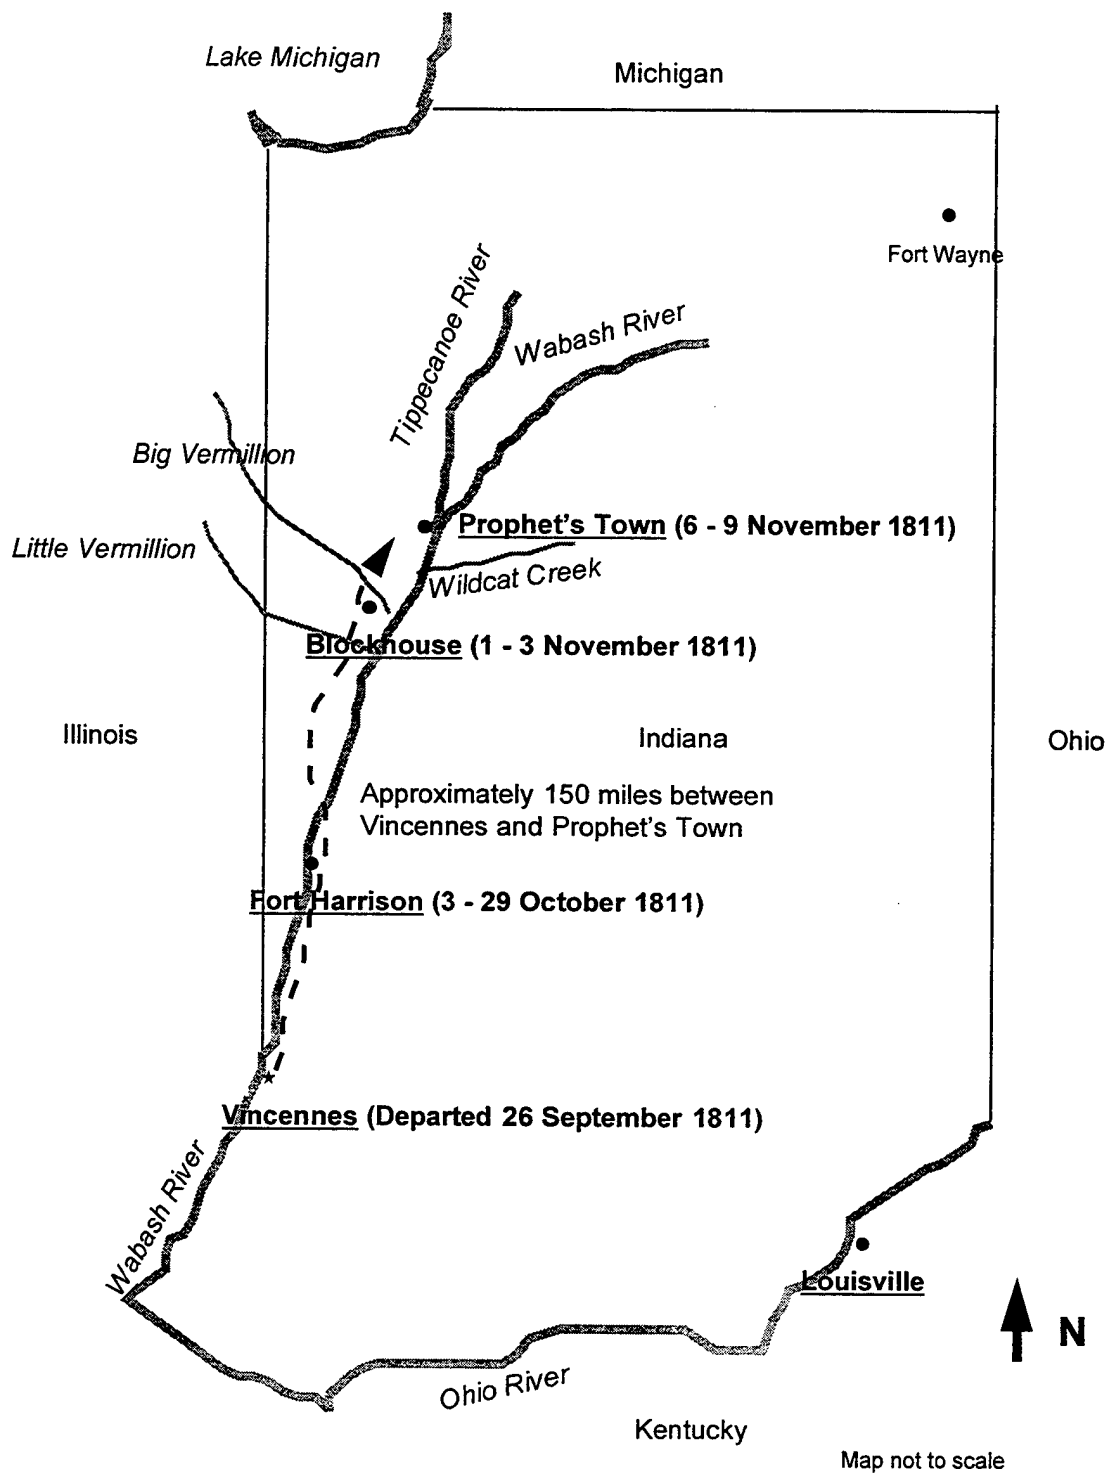 Lake Michigan
Michigan
Fort Wayne
Tippecanoe River
Wabash River
Big Vermillion
Prophet's Town (6 - 9 November 1811)
Little Vermillion
Wildcat Creek
Blockhouse (1 - 3 November 1811)
Illinois
Indiana
Ohio
Approximately 150 miles between
Vincennes and Prophet's Town
Fort Harrison (3 - 29 October 1811)
Vincennes (Departed 26 September 1811)
Wabash River
Louisville
N
Ohio River
Kentucky
Map not to scale